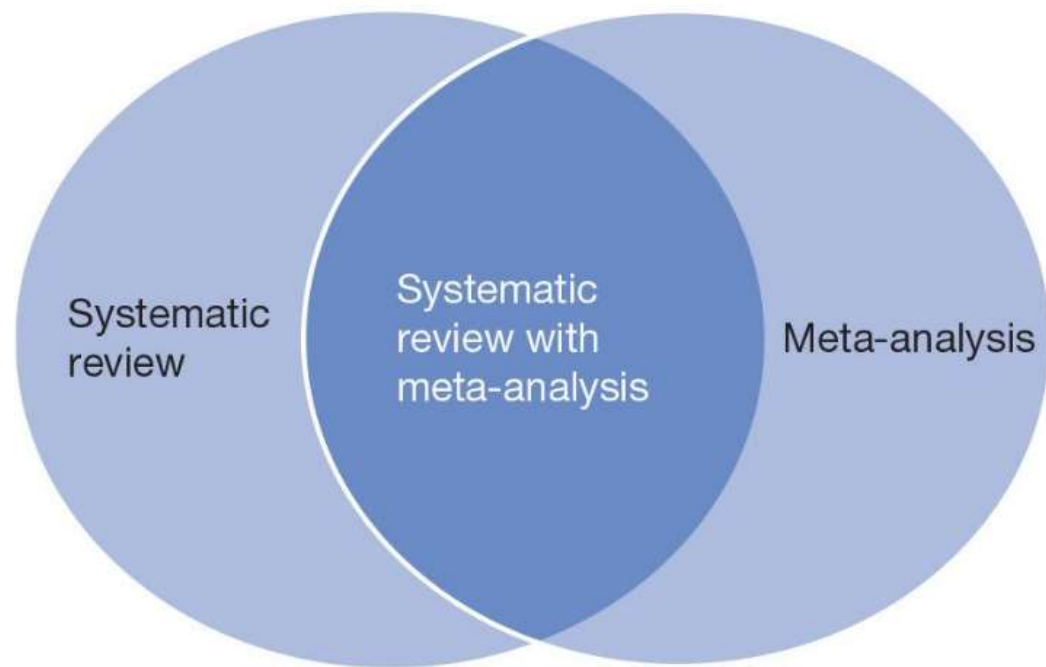 Systematic
review
Systematic
review with
meta-analysis
Meta-analysis